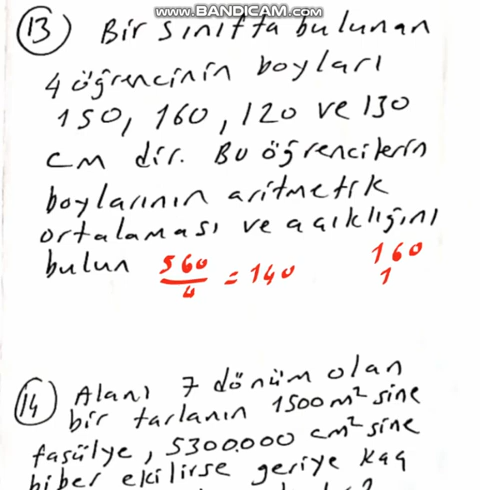 www.BANDICAM.com
13 Bir sınıfta bulunan
4 öğrencinin boyları
150, 160, 120 ve 130
cm dir. Bu öğrencilerin
boylarının aritmetik
ortalaması ve açıklığını
bulun 560/4 = 140 160
1
14 Alanı 7 dönüm olan
bir tarlanın 1500 m² sine
fasülye, 5300.000 cm² sine
biber ekilirse geriye kaç